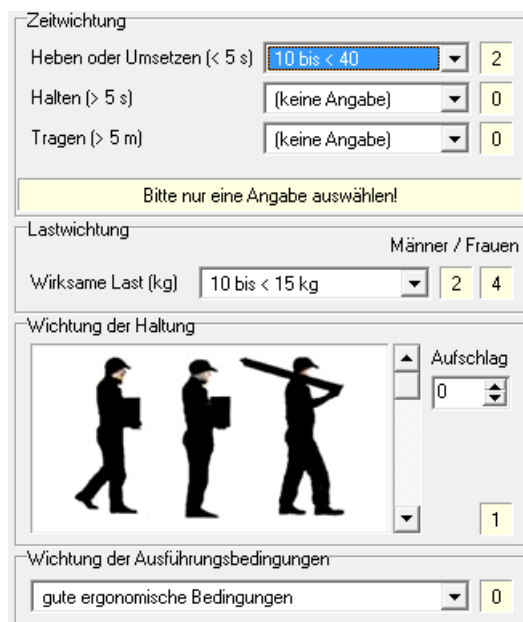 Zeitwichtung
Heben oder Umsetzen (< 5 s) 10 bis < 40 2
Halten (> 5 s) (keine Angabe) 0
Tragen (> 5 m) (keine Angabe) 0
Bitte nur eine Angabe auswählen!
Lastwichtung
Männer / Frauen
Wirksame Last (kg) 10 bis < 15 kg 2 4
Wichtung der Haltung
Aufschlag
0
1
Wichtung der Ausführungsbedingungen
gute ergonomische Bedingungen 0